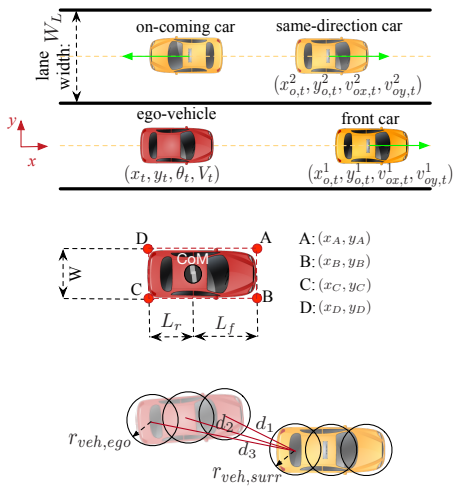 on-coming car same-direction car
lane width: W_L
(x^2_{o,t}, y^2_{o,t}, v^2_{ox,t}, v^2_{oy,t})
ego-vehicle front car
y
x
(x_t, y_t, θ_t, V_t) (x^1_{o,t}, y^1_{o,t}, v^1_{ox,t}, v^1_{oy,t})
D A
CoM
W
C B
L_r L_f
A:(x_A, y_A)
B:(x_B, y_B)
C:(x_C, y_C)
D:(x_D, y_D)
d_2 d_1
d_3
r_{veh,ego}
r_{veh,surr}